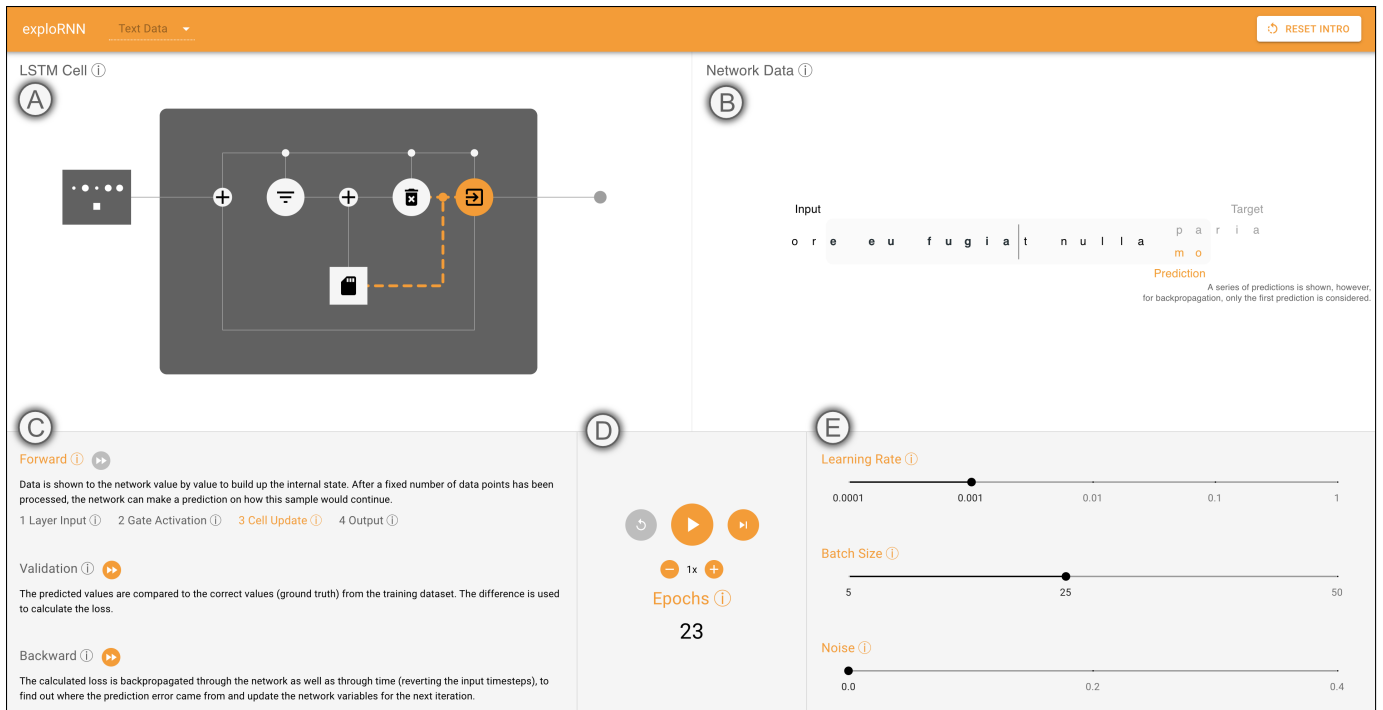 exploRNN
Text Data
RESET INTRO
LSTM Cell ⓘ
A
Network Data ⓘ
B
Input
Target
o r e e u f u g i a t n u l l a
p a r i a
m o
Prediction
A series of predictions is shown, however,
for backpropagation, only the first prediction is considered.
C
Forward ⓘ
Data is shown to the network value by value to build up the internal state. After a fixed number of data points has been
processed, the network can make a prediction on how this sample would continue.
1 Layer Input ⓘ 2 Gate Activation ⓘ 3 Cell Update ⓘ 4 Output ⓘ
Validation ⓘ
The predicted values are compared to the correct values (ground truth) from the training dataset. The difference is used
to calculate the loss.
Backward ⓘ
The calculated loss is backpropagated through the network as well as through time (reverting the input timesteps), to
find out where the prediction error came from and update the network variables for the next iteration.
D
1x
Epochs ⓘ
23
E
Learning Rate ⓘ
0.0001 0.001 0.01 0.1 1
Batch Size ⓘ
5 25 50
Noise ⓘ
0.0 0.2 0.4